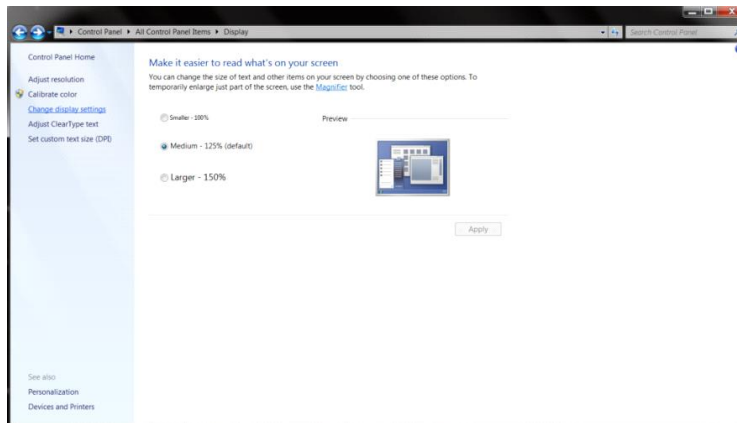 Control Panel ▸ All Control Panel Items ▸ Display
Search Control Panel
Control Panel Home
Adjust resolution
Calibrate color
Change display settings
Adjust ClearType text
Set custom text size (DPI)
Make it easier to read what's on your screen
You can change the size of text and other items on your screen by choosing one of these options. To
temporarily enlarge just part of the screen, use the Magnifier tool.
Smaller - 100%
Preview
Medium - 125% (default)
Larger - 150%
Apply
See also
Personalization
Devices and Printers